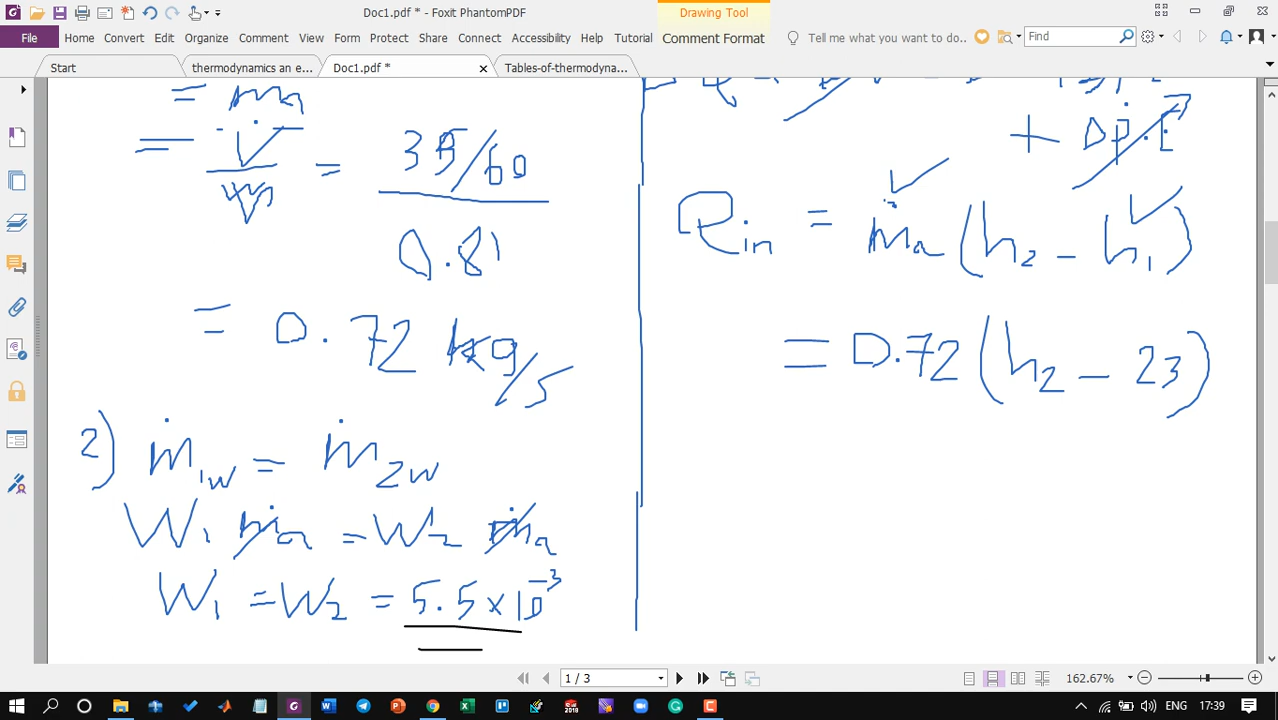 Doc1.pdf * - Foxit PhantomPDF
Drawing Tool
File Home Convert Edit Organize Comment View Form Protect Share Connect Accessibility Help Tutorial Comment Format Tell me what you want to do.. Find
Start thermodynamics an e... Doc1.pdf * Tables-of-thermodyna...
= ṁa
= V̇ = 35/60
0.81
= 0.72 kg/s
2) ṁ1w = ṁ2w
W1 ṁa = W2 ṁa
W1 = W2 = 5.5 × 10⁻³
+ ΔP.E
Qin = ṁa (h2 - h1)
= 0.72 (h2 - 23)
1 / 3 162.67%
ENG 17:39